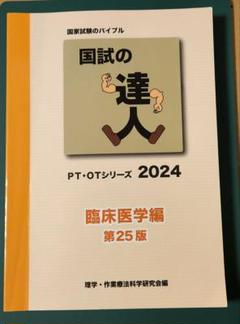 国家試験のバイブル
国試の
達人
PT・OTシリーズ 2024
臨床医学編
第25版
理学・作業療法科学研究会編